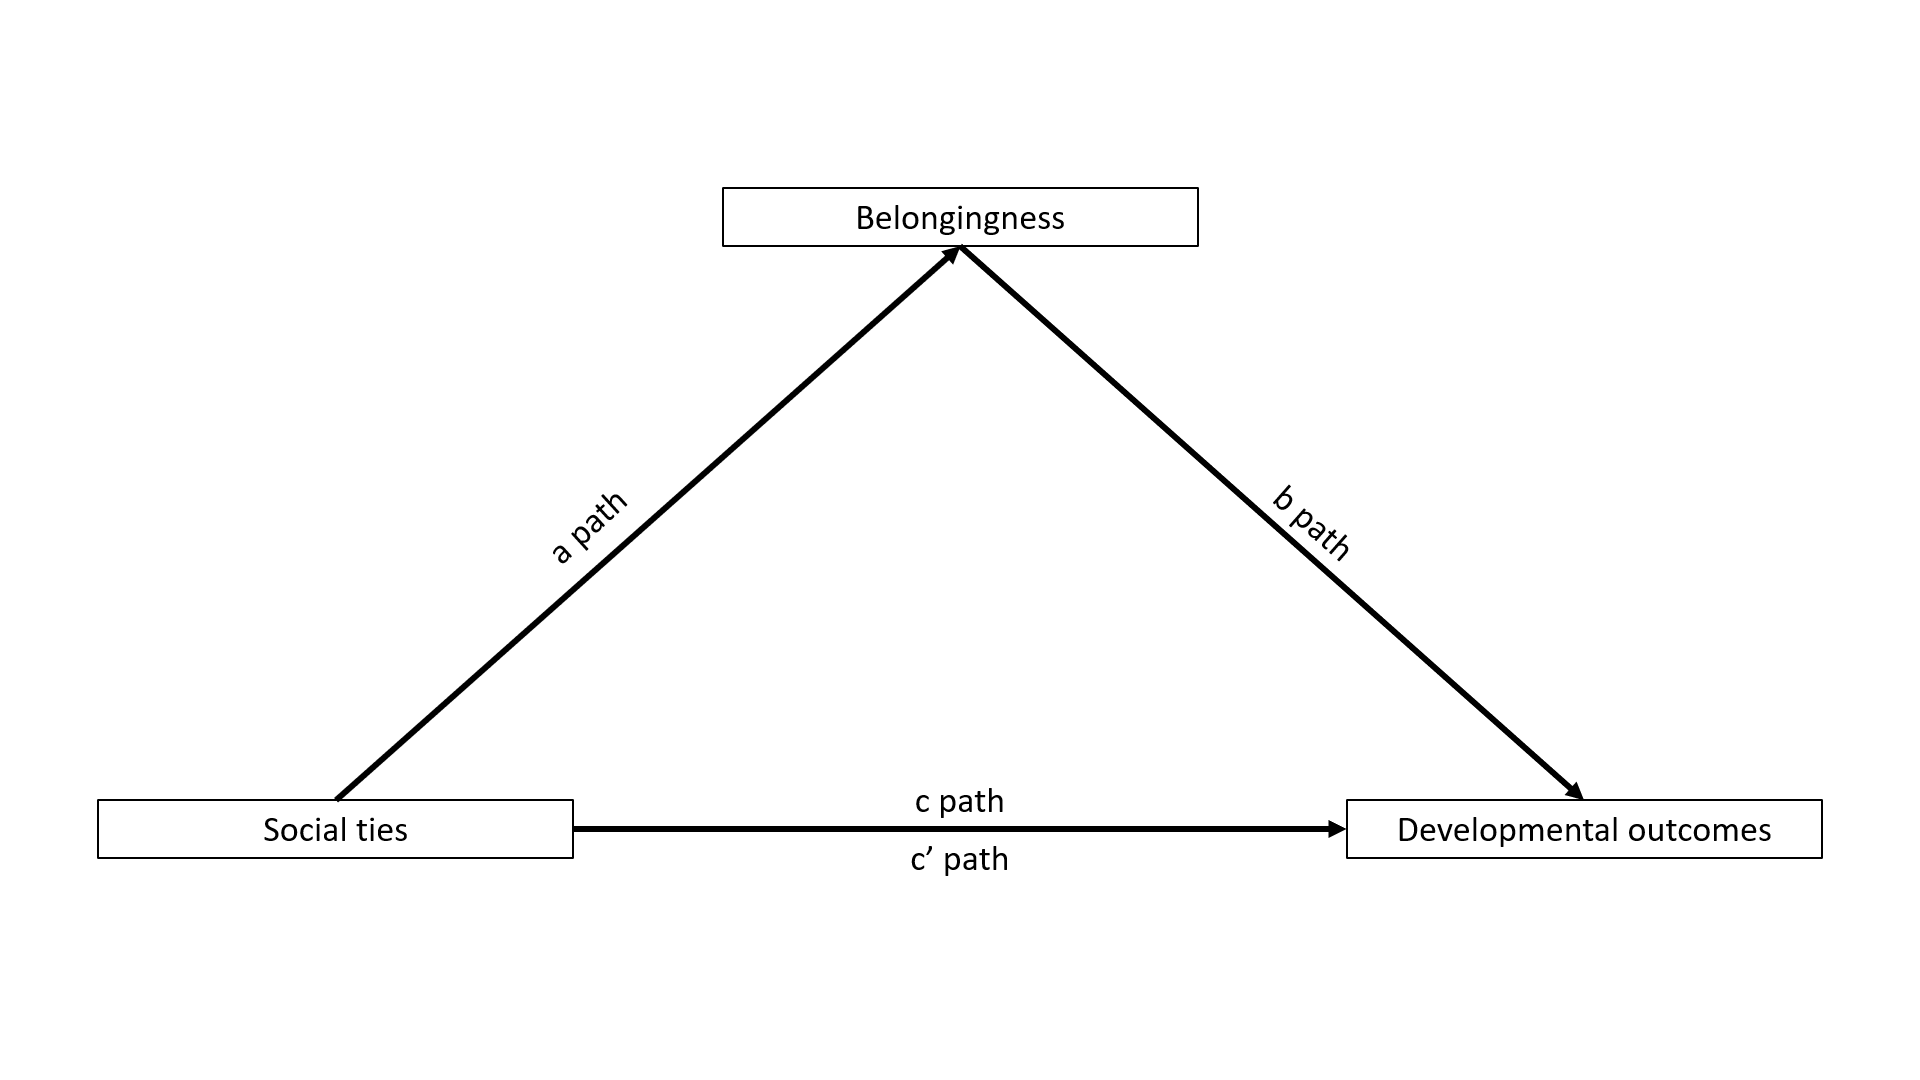 Belongingness
a path
b path
c path
Social ties
Developmental outcomes
c’ path